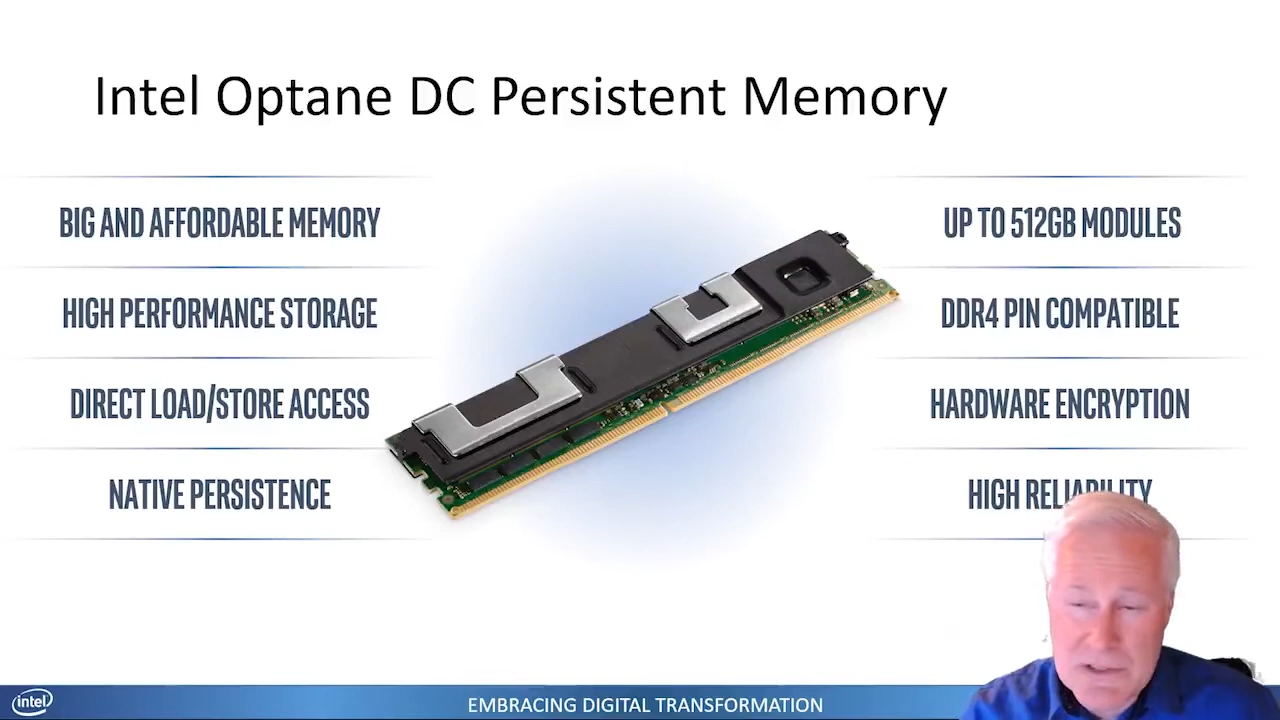 Intel Optane DC Persistent Memory
BIG AND AFFORDABLE MEMORY
HIGH PERFORMANCE STORAGE
DIRECT LOAD/STORE ACCESS
NATIVE PERSISTENCE
UP TO 512GB MODULES
DDR4 PIN COMPATIBLE
HARDWARE ENCRYPTION
HIGH RELIABILITY
intel
EMBRACING DIGITAL TRANSFORMATION